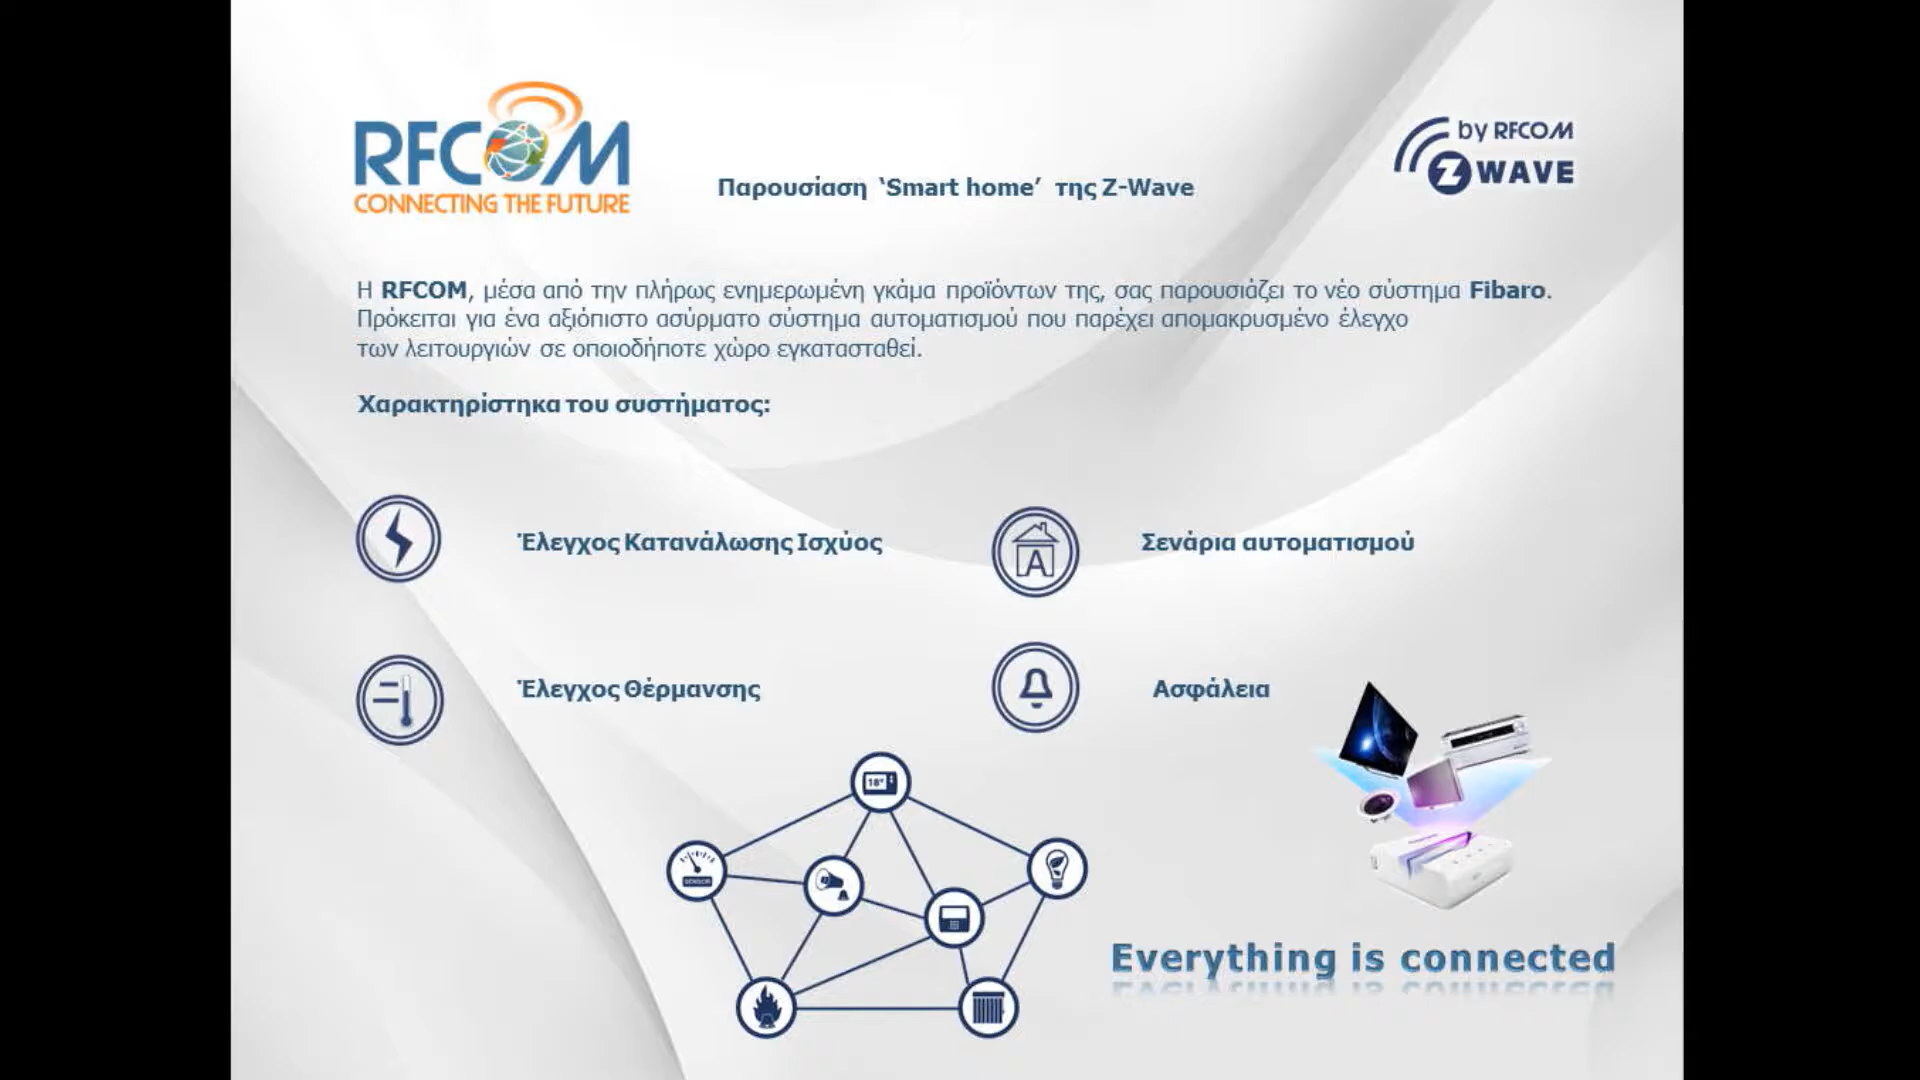 RFCOM
CONNECTING THE FUTURE
by RFCOM
Z WAVE
Παρουσίαση ‘Smart home’ της Z-Wave
Η RFCOM, μέσα από την πλήρως ενημερωμένη γκάμα προϊόντων της, σας παρουσιάζει το νέο σύστημα Fibaro.
Πρόκειται για ένα αξιόπιστο ασύρματο σύστημα αυτοματισμού που παρέχει απομακρυσμένο έλεγχο
των λειτουργιών σε οποιοδήποτε χώρο εγκατασταθεί.
Χαρακτηρίστηκα του συστήματος:
Έλεγχος Κατανάλωσης Ισχύος
A
Σενάρια αυτοματισμού
Έλεγχος Θέρμανσης
Ασφάλεια
16°
SENSOR
Everything is connected